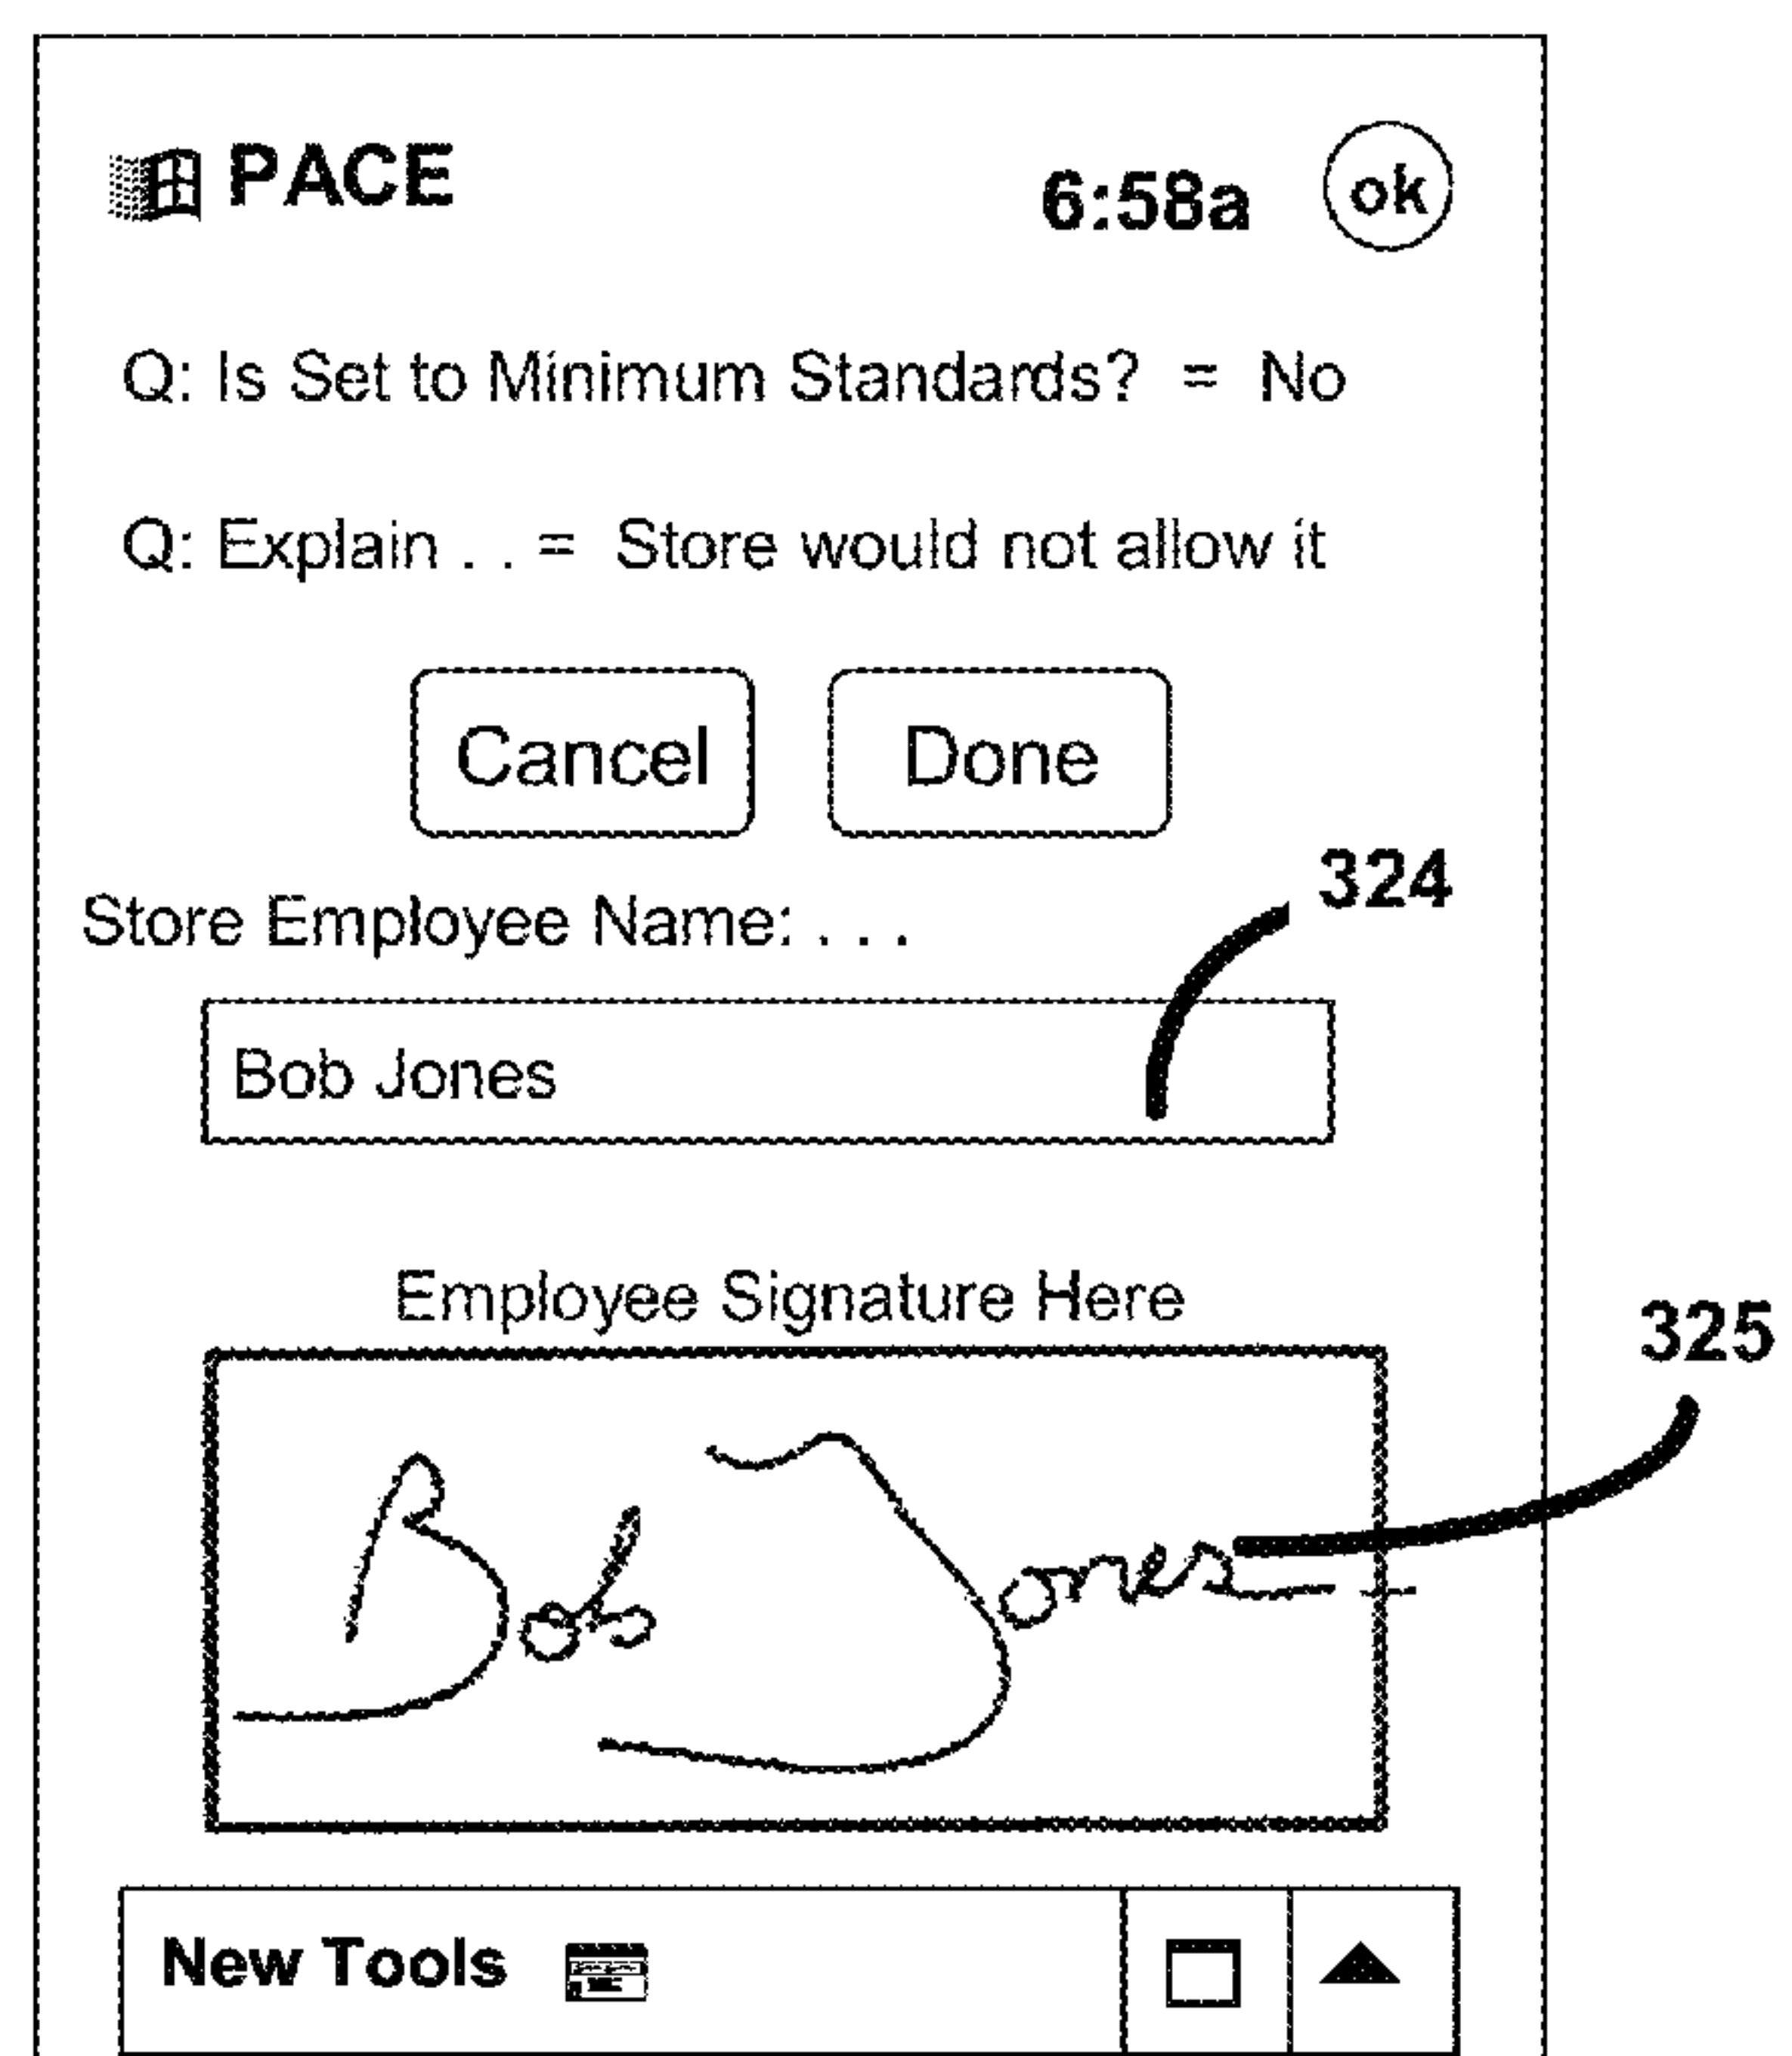 PACE 6:58a ok
Q: Is Set to Minimum Standards? = No
Q: Explain . . = Store would not allow it
Cancel Done
324
Store Employee Name: . . .
Bob Jones
Employee Signature Here
325
Bob Jones
New Tools